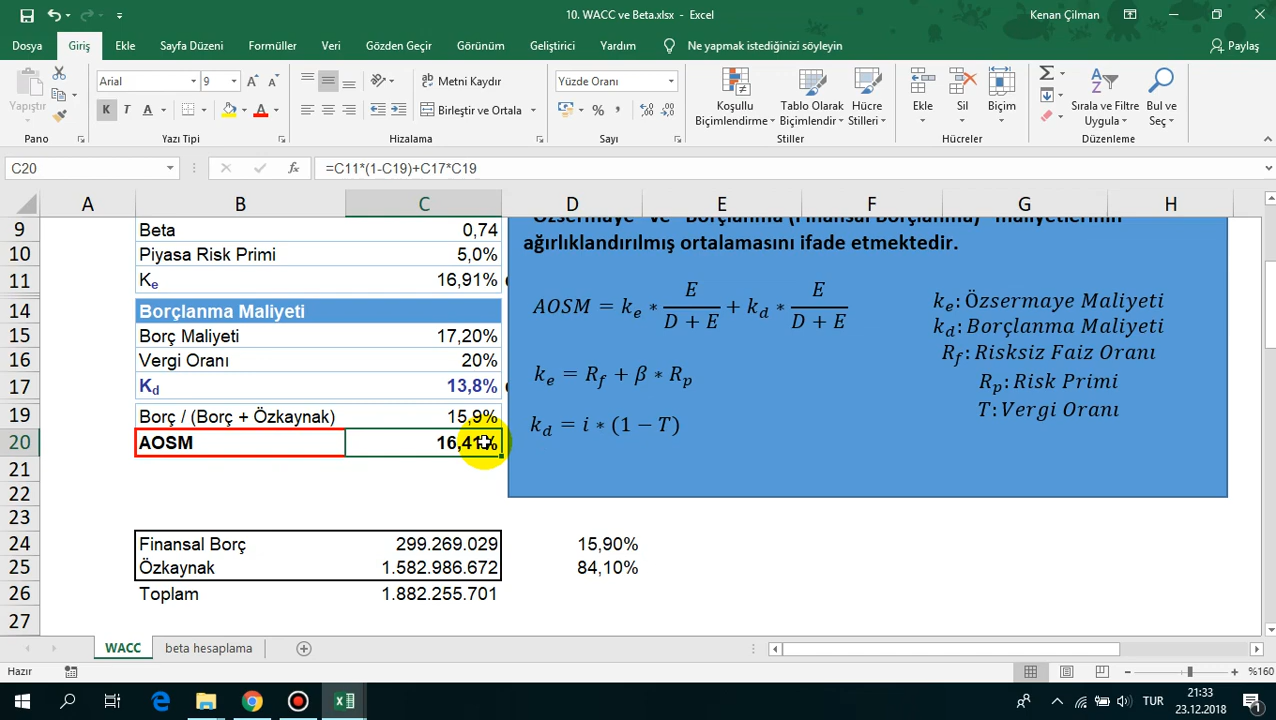 10. WACC ve Beta.xlsx - Excel
Kenan Çilman
Dosya Giriş Ekle Sayfa Düzeni Formüller Veri Gözden Geçir Görünüm Geliştirici Yardım Ne yapmak istediğinizi söyleyin Paylaş
Yapıştır
Arial 9
Metni Kaydır
Yüzde Oranı
K T A
Birleştir ve Ortala
Koşullu Biçimlendirme
Tablo Olarak Biçimlendir
Hücre Stilleri
Ekle Sil Biçim
Sırala ve Filtre Uygula
Bul ve Seç
Pano Yazı Tipi Hizalama Sayı Stiller Hücreler Düzenleme
C20 fx =C11*(1-C19)+C17*C19
A B C D E F G H
9 Beta 0,74
10 Piyasa Risk Primi 5,0%
11 Ke 16,91%
14 Borçlanma Maliyeti
15 Borç Maliyeti 17,20%
16 Vergi Oranı 20%
17 Kd 13,8%
19 Borç / (Borç + Özkaynak) 15,9%
20 AOSM 16,41%
21
22
23
24 Finansal Borç 299.269.029 15,90%
25 Özkaynak 1.582.986.672 84,10%
26 Toplam 1.882.255.701
27
ağırlıklandırılmış ortalamasını ifade etmektedir.
AOSM = ke * E/(D + E) + kd * E/(D + E)
ke = Rf + β * Rp
kd = i * (1 − T)
ke: Özsermaye Maliyeti
kd: Borçlanma Maliyeti
Rf: Risksiz Faiz Oranı
Rp: Risk Primi
T: Vergi Oranı
WACC beta hesaplama
Hazır
%160
TUR
21:33
23.12.2018
1